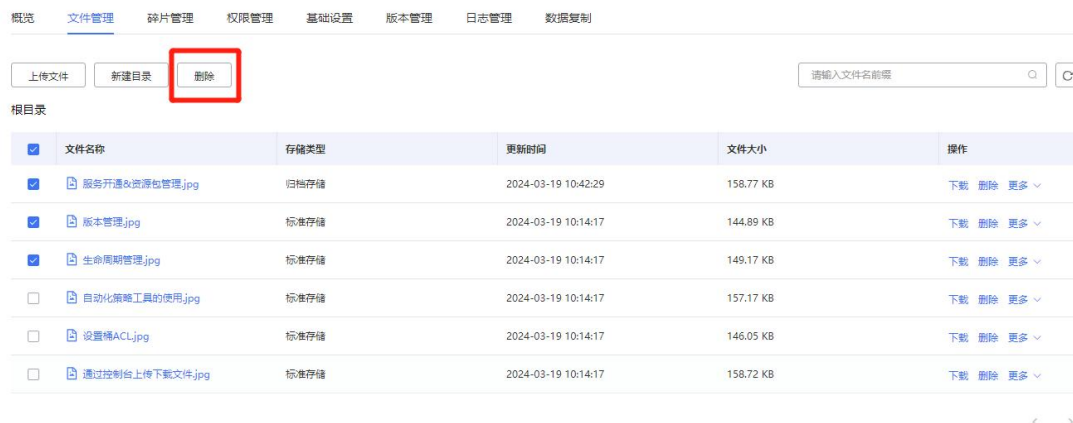 概览 文件管理 碎片管理 权限管理 基础设置 版本管理 日志管理 数据复制
上传文件 新建目录 删除 请输入文件名前缀
根目录
文件名称 存储类型 更新时间 文件大小 操作
服务开通&资源包管理.jpg 归档存储 2024-03-19 10:42:29 158.77 KB 下载 删除 更多
版本管理.jpg 标准存储 2024-03-19 10:14:17 144.89 KB 下载 删除 更多
生命周期管理.jpg 标准存储 2024-03-19 10:14:17 149.17 KB 下载 删除 更多
自动化策略工具的使用.jpg 标准存储 2024-03-19 10:14:17 157.17 KB 下载 删除 更多
设置桶ACL.jpg 标准存储 2024-03-19 10:14:17 146.05 KB 下载 删除 更多
通过控制台上传下载文件.jpg 标准存储 2024-03-19 10:14:17 158.72 KB 下载 删除 更多